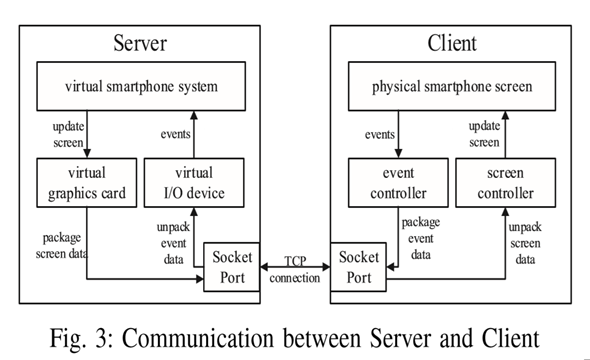 Server
virtual smartphone system
update
screen
events
virtual
graphics card
virtual
I/O device
package
screen data
unpack
event
data
Socket
Port
TCP
connection
Client
physical smartphone screen
events
update
screen
event
controller
screen
controller
package
event
data
unpack
screen
data
Socket
Port
Fig. 3: Communication between Server and Client